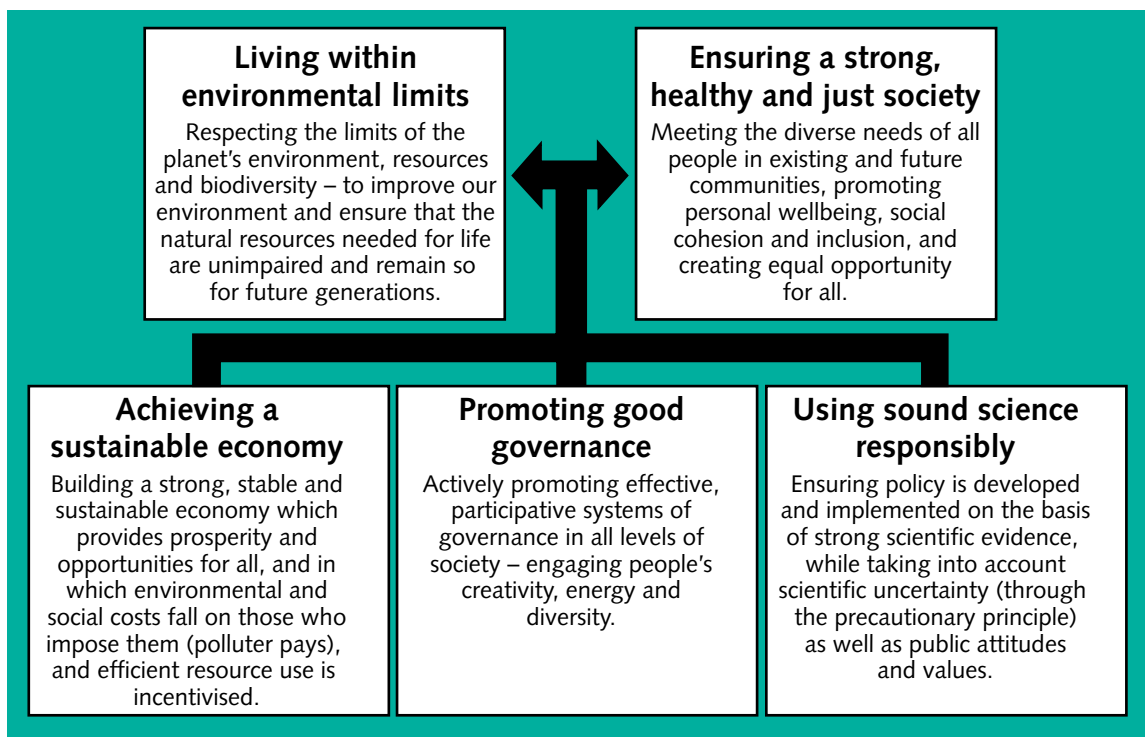 Living within
environmental limits
Respecting the limits of the
planet's environment, resources
and biodiversity – to improve our
environment and ensure that the
natural resources needed for life
are unimpaired and remain so
for future generations.
Ensuring a strong,
healthy and just society
Meeting the diverse needs of all
people in existing and future
communities, promoting
personal wellbeing, social
cohesion and inclusion, and
creating equal opportunity
for all.
Achieving a
sustainable economy
Building a strong, stable and
sustainable economy which
provides prosperity and
opportunities for all, and in
which environmental and
social costs fall on those who
impose them (polluter pays),
and efficient resource use is
incentivised.
Promoting good
governance
Actively promoting effective,
participative systems of
governance in all levels of
society – engaging people's
creativity, energy and
diversity.
Using sound science
responsibly
Ensuring policy is developed
and implemented on the basis
of strong scientific evidence,
while taking into account
scientific uncertainty (through
the precautionary principle)
as well as public attitudes
and values.